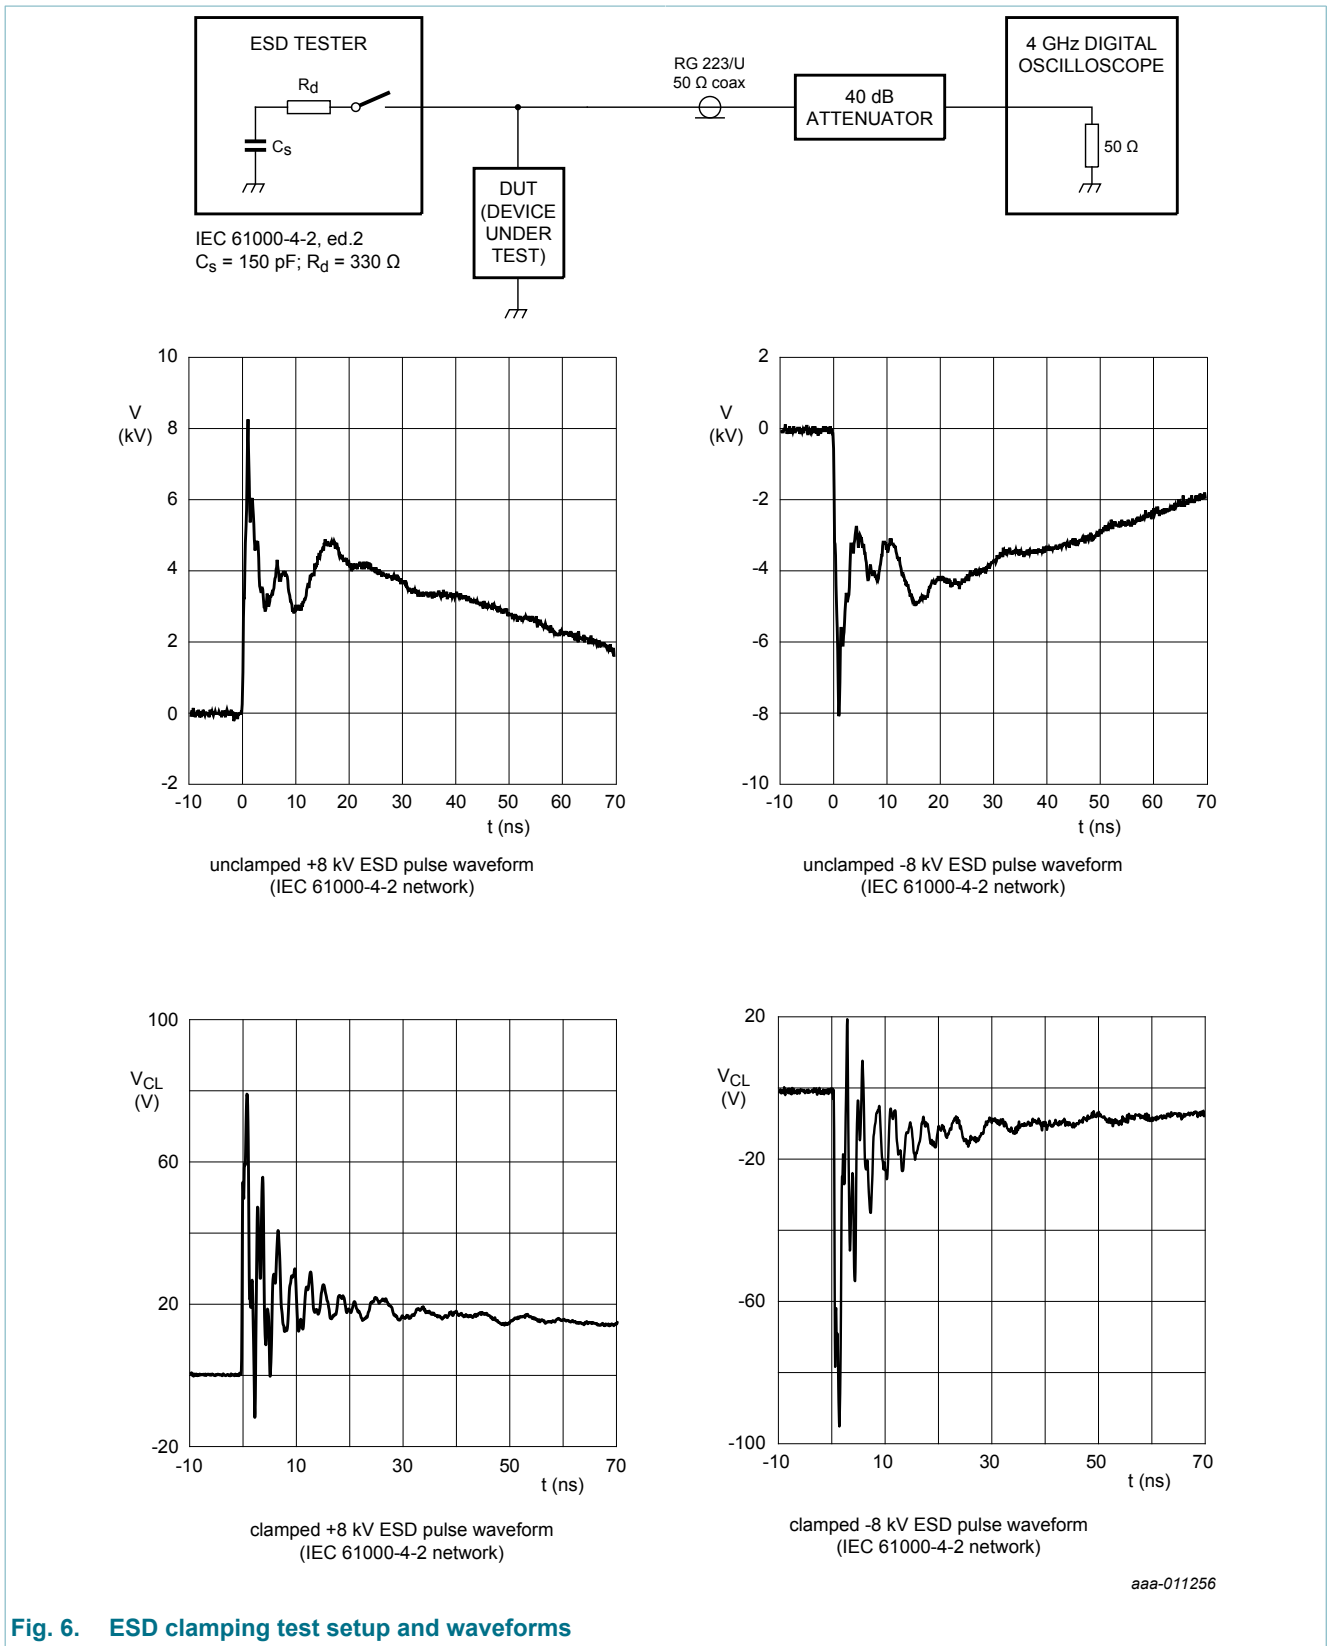 ESD TESTER
Rd
Cs
IEC 61000-4-2, ed.2
Cs = 150 pF; Rd = 330 Ω
DUT
(DEVICE
UNDER
TEST)
RG 223/U
50 Ω coax
40 dB
ATTENUATOR
4 GHz DIGITAL
OSCILLOSCOPE
50 Ω
V
(kV)
10
8
6
4
2
0
-2
-10 0 10 20 30 40 50 60 70
t (ns)
unclamped +8 kV ESD pulse waveform
(IEC 61000-4-2 network)
V
(kV)
2
0
-2
-4
-6
-8
-10
-10 0 10 20 30 40 50 60 70
t (ns)
unclamped -8 kV ESD pulse waveform
(IEC 61000-4-2 network)
VCL
(V)
100
60
20
-20
-10 10 30 50 70
t (ns)
clamped +8 kV ESD pulse waveform
(IEC 61000-4-2 network)
VCL
(V)
20
-20
-60
-100
-10 10 30 50 70
t (ns)
clamped -8 kV ESD pulse waveform
(IEC 61000-4-2 network)
aaa-011256
Fig. 6. ESD clamping test setup and waveforms